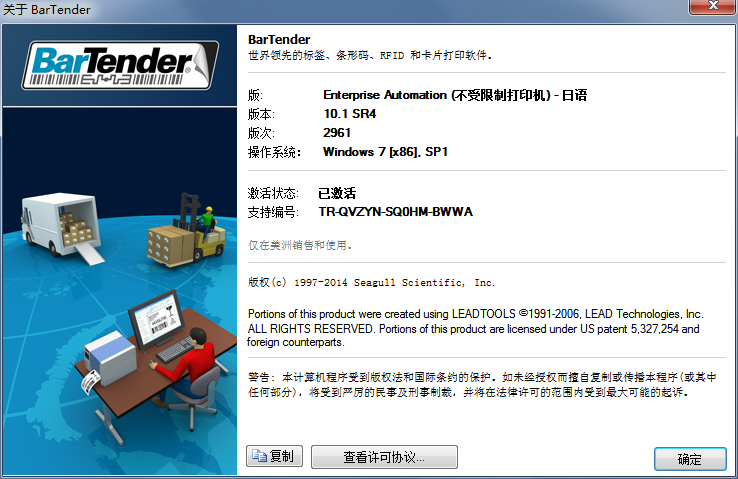 关于 BarTender
BarTender®
BarTender
世界领先的标签、条形码、RFID 和卡片打印软件。
版: Enterprise Automation (不受限制打印机) - 日语
版本: 10.1 SR4
版次: 2961
操作系统: Windows 7 [x86], SP1
激活状态: 已激活
支持编号: TR-QVZYN-SQ0HM-BWWA
仅在美洲销售和使用。
版权(c) 1997-2014 Seagull Scientific, Inc.
Portions of this product were created using LEADTOOLS ©1991-2006, LEAD Technologies, Inc.
ALL RIGHTS RESERVED. Portions of this product are licensed under US patent 5,327,254 and
foreign counterparts.
警告: 本计算机程序受到版权法和国际条约的保护。如未经授权而擅自复制或传播本程序(或其中
任何部分)，将受到严厉的民事及刑事制裁，并将在法律许可的范围内受到最大可能的起诉。
复制
查看许可协议...
确定